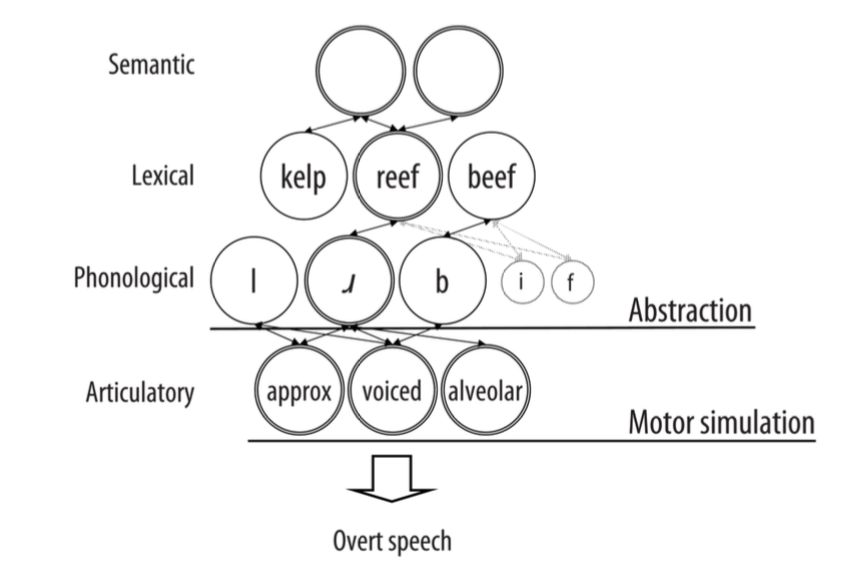 Semantic
Lexical kelp reef beef
Phonological l ɹ b i f
Abstraction
Articulatory approx voiced alveolar
Motor simulation
Overt speech